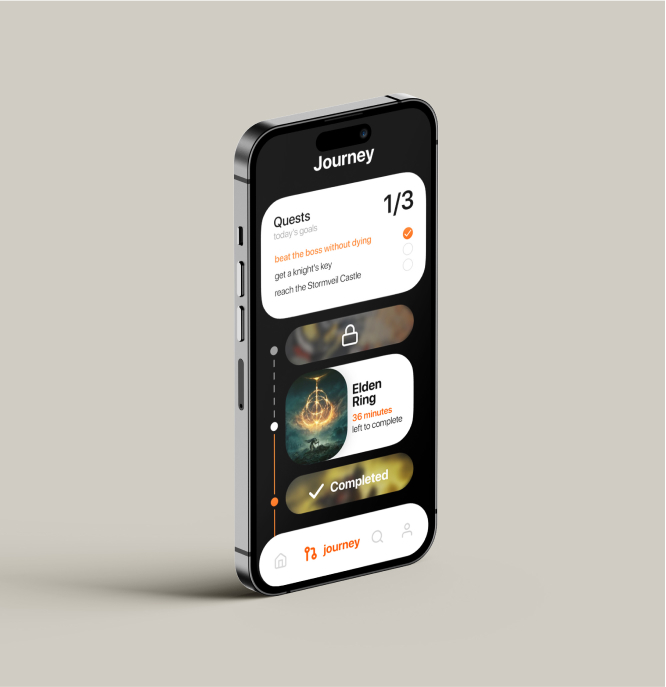 Journey
Quests
1/3
today's goals
beat the boss without dying
get a knight's key
reach the Stormveil Castle
Elden
Ring
36 minutes
left to complete
Completed
journey